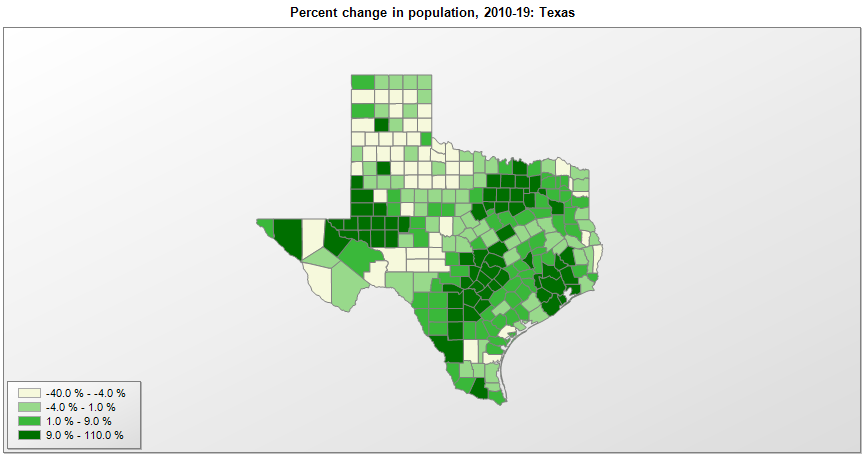 Percent change in population, 2010-19: Texas
-40.0 % - -4.0 %
-4.0 % - 1.0 %
1.0 % - 9.0 %
9.0 % - 110.0 %